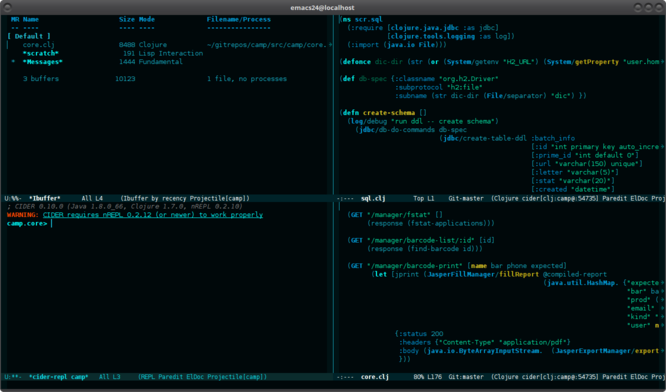 emacs24@localhost
MR Name Size Mode Filename/Process
-- ---- ---- ---- ----------------
[ Default ]
core.clj 8408 Clojure ~/gitrepos/camp/src/camp/core.
*scratch* 191 Lisp Interaction
* *Messages* 1444 Fundamental
3 buffers 10123 1 file, no processes
U:%%- *Ibuffer* All L4 (Ibuffer by recency Projectile[camp])
; CIDER 0.10.0 (Java 1.8.0_66, Clojure 1.7.0, nREPL 0.2.10)
WARNING: CIDER requires nREPL 0.2.12 (or newer) to work properly
camp.core>
U:**- *cider-repl camp* All L3 (REPL Paredit ElDoc Projectile[camp])
(ns scr.sql
(:require [clojure.java.jdbc :as jdbc]
[clojure.tools.logging :as log])
(:import (java.io File)))
(defonce dic-dir (str (or (System/getenv "H2_URL") (System/getProperty "user.hom
(def db-spec {:classname "org.h2.Driver"
:subprotocol "h2:file"
:subname (str dic-dir (File/separator) "dic") })
(defn create-schema []
(log/debug "run ddl -- create schema")
(jdbc/db-do-commands db-spec
(jdbc/create-table-ddl :batch_info
[:id "int primary key auto_incre
[:prime_id "int default 0"]
[:url "varchar(150) unique"]
[:letter "varchar(5)"]
[:stat "varchar(20)"]
[:created "datetime"]
-:--- sql.clj Top L1 Git-master (Clojure cider[clj:camp@:54735] Paredit ElDoc Proj
(GET "/manager/fstat" []
(response (fstat-applications)))
(GET "/manager/barcode-list/:id" [id]
(response (find-barcode id)))
(GET "/manager/barcode-print" [name bar phone expected]
(let [jprint (JasperFillManager/fillReport @compiled-report
(java.util.HashMap. {"expecte
"bar" ba
"prod" (
"email"
"kind" "
"user" n
{:status 200
:headers {"Content-Type" "application/pdf"}
:body (java.io.ByteArrayInputStream. (JasperExportManager/export
}))
-:--- core.clj 80% L176 Git-master (Clojure cider[clj:camp@:54735] Paredit ElDoc Proj